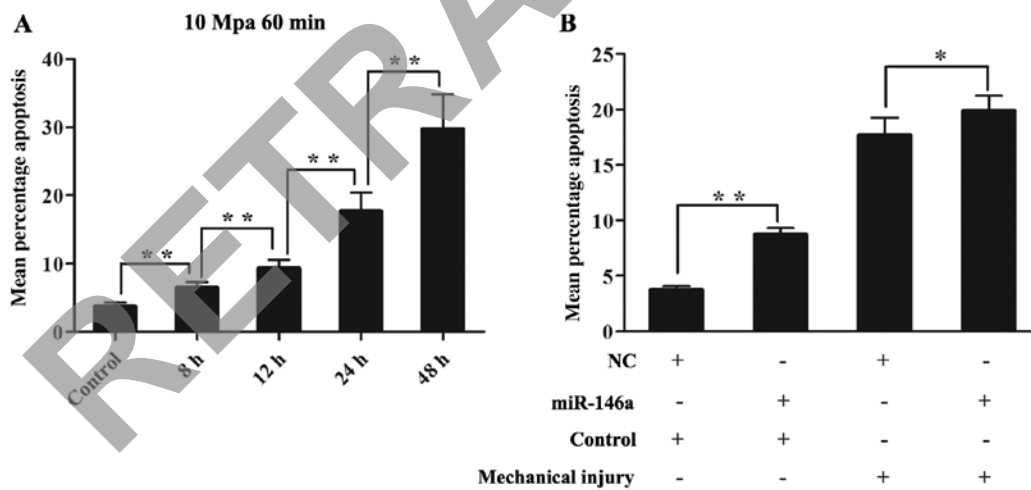 A
10 Mpa 60 min
Mean percentage apoptosis
40
30
20
10
0
**
**
**
**
Control
8 h
12 h
24 h
48 h
B
Mean percentage apoptosis
25
20
15
10
5
0
**
*
NC + - + -
miR-146a - + - +
Control + + - -
Mechanical injury - - + +
RETRA